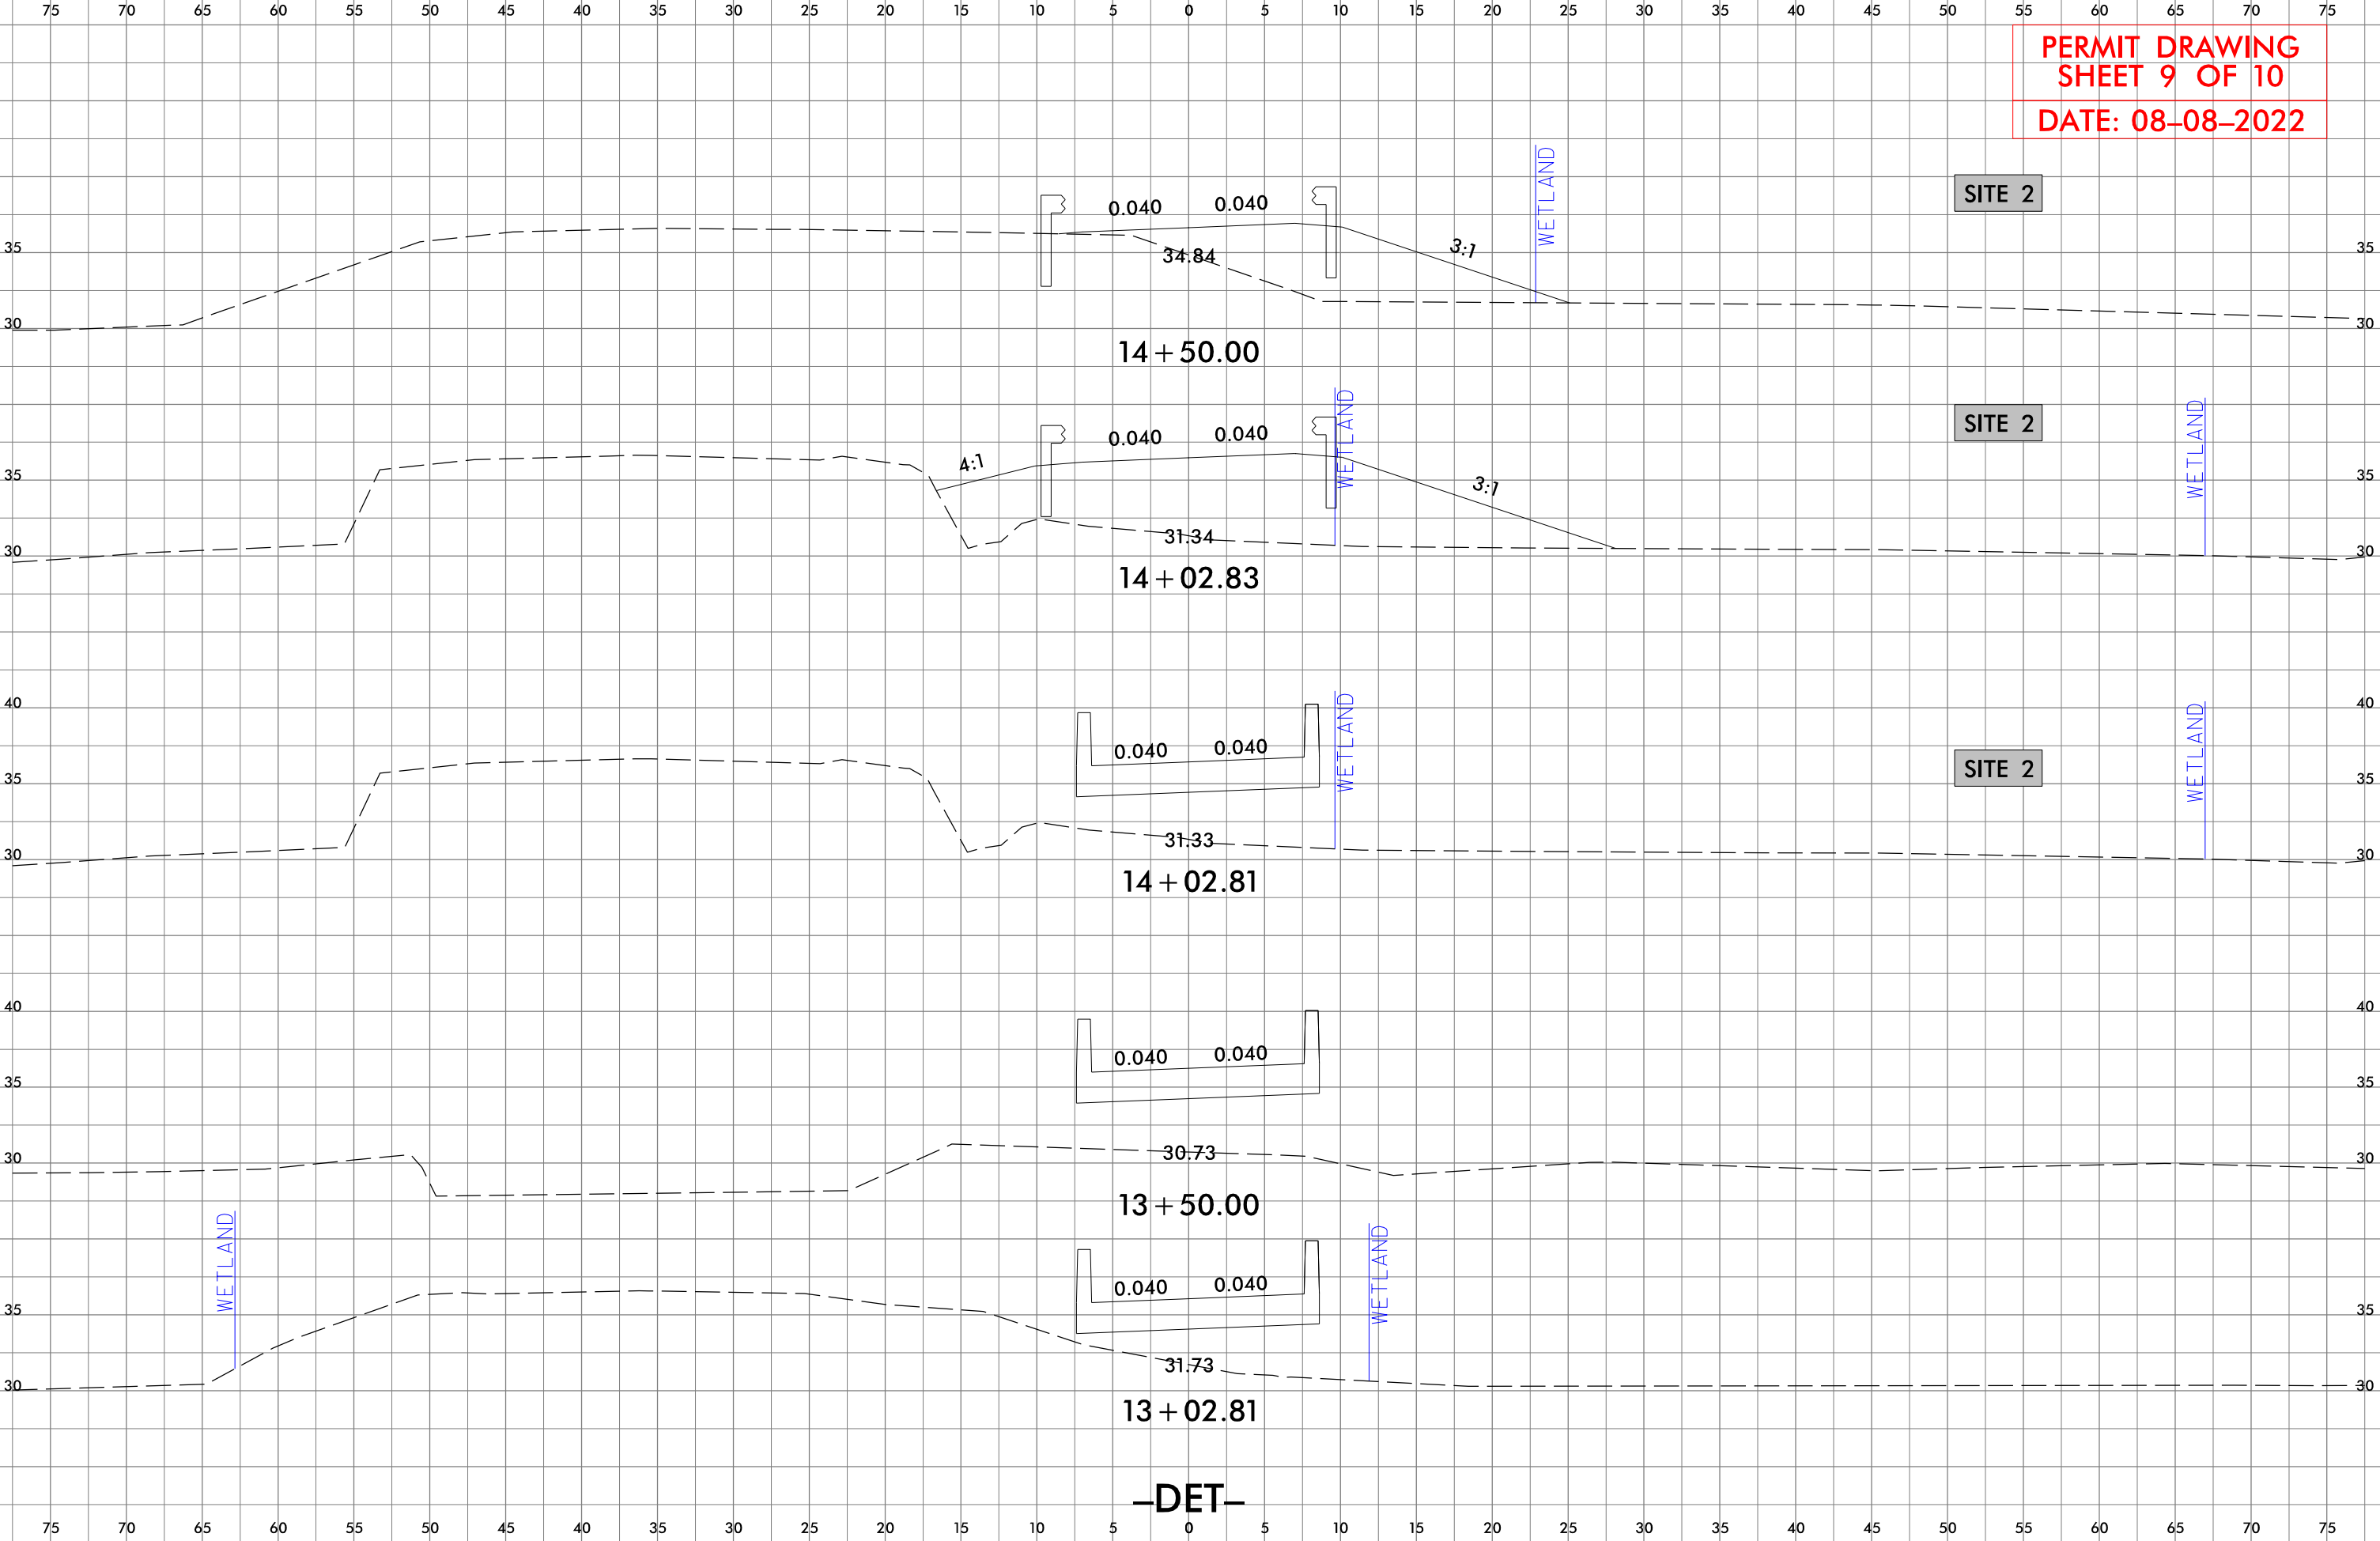 75 70 65 60 55 50 45 40 35 30 25 20 15 10 5 0 5 10 15 20 25 30 35 40 45 50 55 60 65 70 75
PERMIT DRAWING
SHEET 9 OF 10
DATE: 08-08-2022
WETLAND
SITE 2
0.040 0.040
35 34.84 3:1 35
30 30
14+50.00
WETLAND WETLAND
SITE 2
0.040 0.040
4:1
35 3:1 35
31.34
30 30
14+02.83
40 WETLAND WETLAND 40
0.040 0.040
SITE 2
35 35
31.33
30 30
14+02.81
40 40
0.040 0.040
35 35
30.73
30 30
13+50.00
WETLAND WETLAND
0.040 0.040
35 35
31.73
30 30
13+02.81
–DET–
75 70 65 60 55 50 45 40 35 30 25 20 15 10 5 0 5 10 15 20 25 30 35 40 45 50 55 60 65 70 75